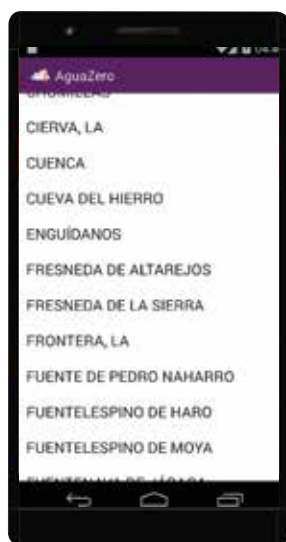 AguaZero
CIERVA, LA
CUENCA
CUEVA DEL HIERRO
ENGUÍDANOS
FRESNEDA DE ALTAREJOS
FRESNEDA DE LA SIERRA
FRONTERA, LA
FUENTE DE PEDRO NAHARRO
FUENTELESPINO DE HARO
FUENTELESPINO DE MOYA